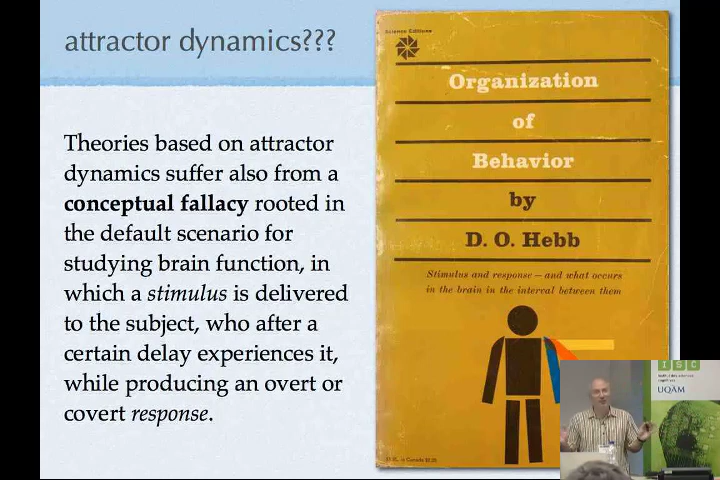 attractor dynamics???
Theories based on attractor
dynamics suffer also from a
conceptual fallacy rooted in
the default scenario for
studying brain function, in
which a stimulus is delivered
to the subject, who after a
certain delay experiences it,
while producing an overt or
covert response.
Science Editions
Organization
of
Behavior
by
D. O. Hebb
Stimulus and response — and what occurs
in the brain in the interval between them
ISC
UQÀM